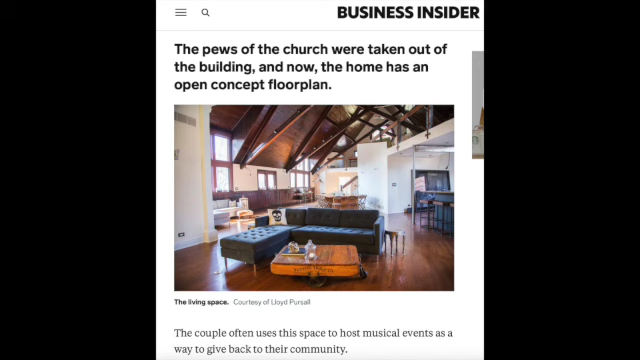 BUSINESS INSIDER
The pews of the church were taken out of
the building, and now, the home has an
open concept floorplan.
The living space. Courtesy of Lloyd Pursall
The couple often uses this space to host musical events as a
way to give back to their community.